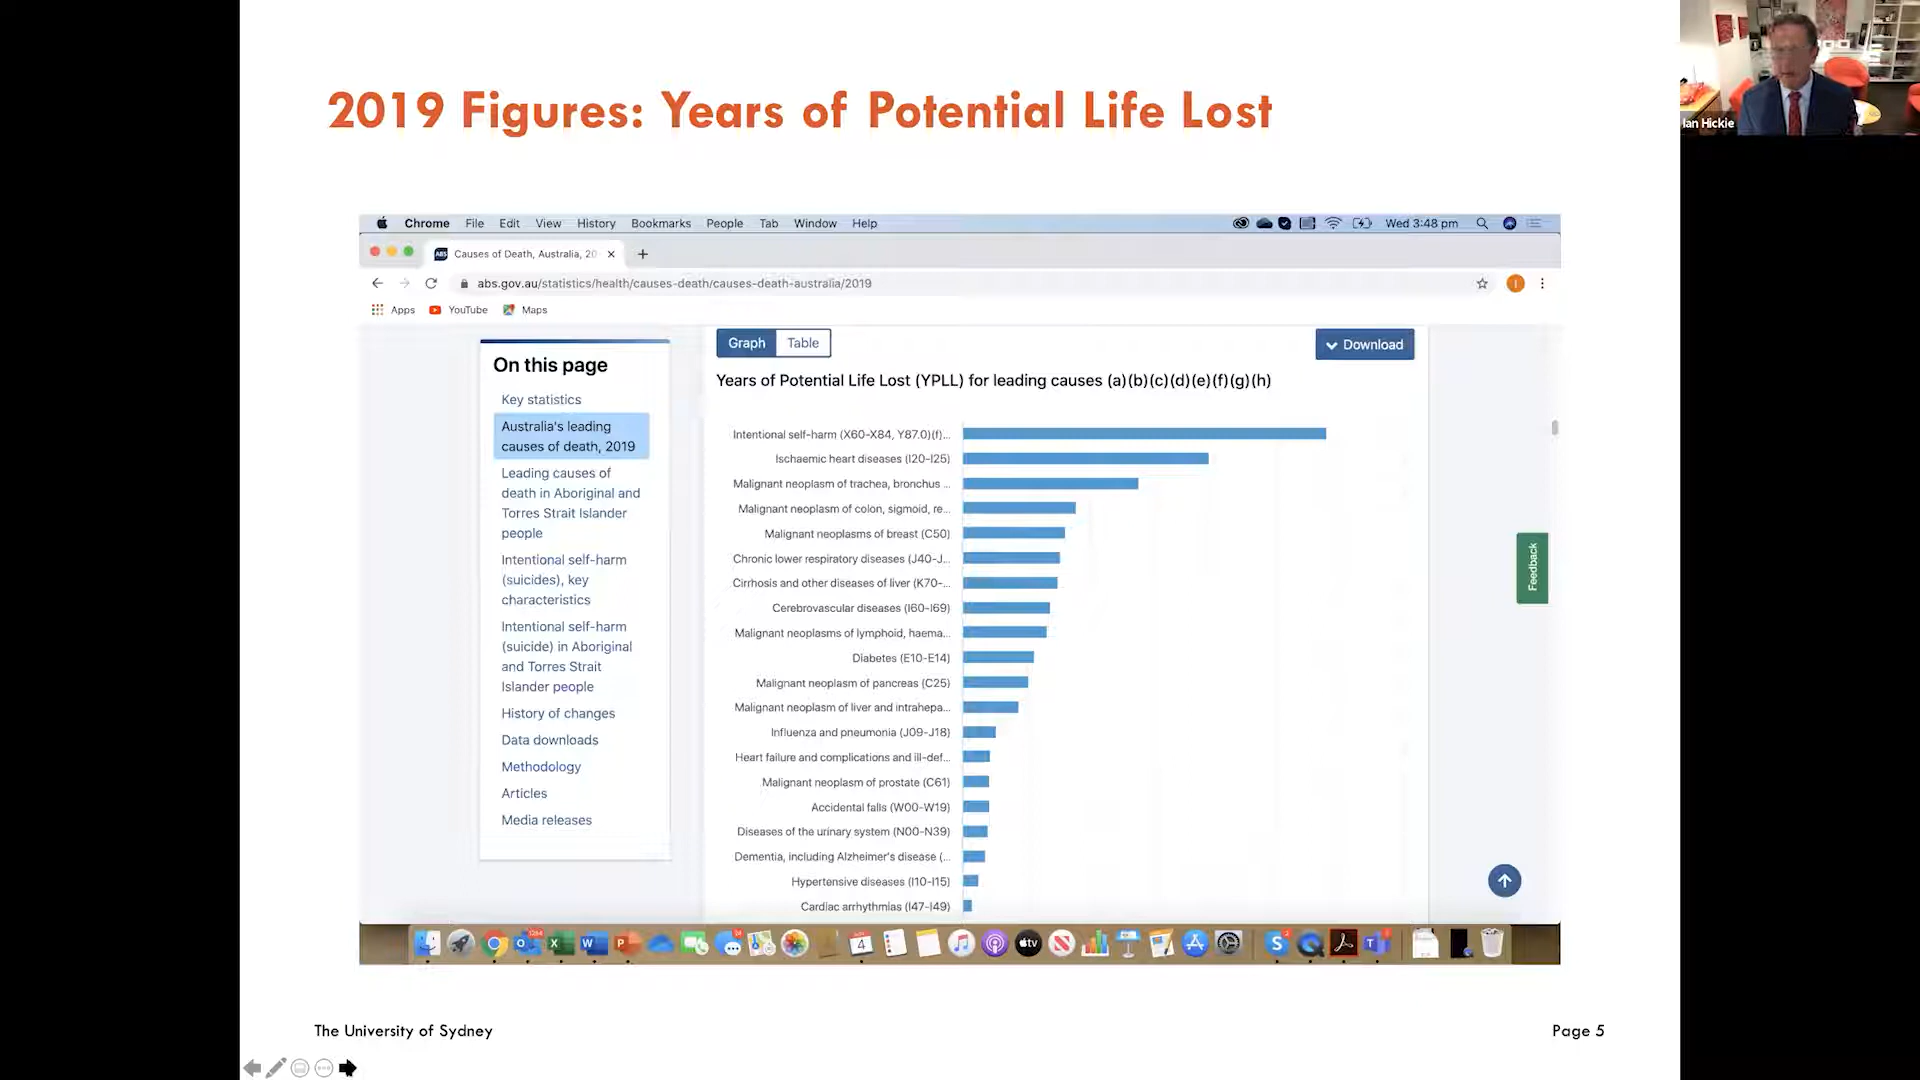 2019 Figures: Years of Potential Life Lost
Ian Hickie
Chrome File Edit View History Bookmarks People Tab Window Help
Wed 3:48 pm
ABS Causes of Death, Australia, 20
abs.gov.au/statistics/health/causes-death/causes-death-australia/2019
Apps YouTube Maps
On this page
Key statistics
Australia's leading
causes of death, 2019
Leading causes of
death in Aboriginal and
Torres Strait Islander
people
Intentional self-harm
(suicides), key
characteristics
Intentional self-harm
(suicide) in Aboriginal
and Torres Strait
Islander people
History of changes
Data downloads
Methodology
Articles
Media releases
Graph Table
Download
Years of Potential Life Lost (YPLL) for leading causes (a)(b)(c)(d)(e)(f)(g)(h)
Intentional self-harm (X60-X84, Y87.0)(f)...
Ischaemic heart diseases (I20-I25)
Malignant neoplasm of trachea, bronchus ...
Malignant neoplasm of colon, sigmoid, re...
Malignant neoplasms of breast (C50)
Chronic lower respiratory diseases (J40-J...
Cirrhosis and other diseases of liver (K70-...
Cerebrovascular diseases (I60-I69)
Malignant neoplasms of lymphoid, haema...
Diabetes (E10-E14)
Malignant neoplasm of pancreas (C25)
Malignant neoplasm of liver and intrahepa...
Influenza and pneumonia (J09-J18)
Heart failure and complications and ill-def...
Malignant neoplasm of prostate (C61)
Accidental falls (W00-W19)
Diseases of the urinary system (N00-N39)
Dementia, including Alzheimer's disease (...
Hypertensive diseases (I10-I15)
Cardiac arrhythmias (I47-I49)
Feedback
4
tv
The University of Sydney
Page 5